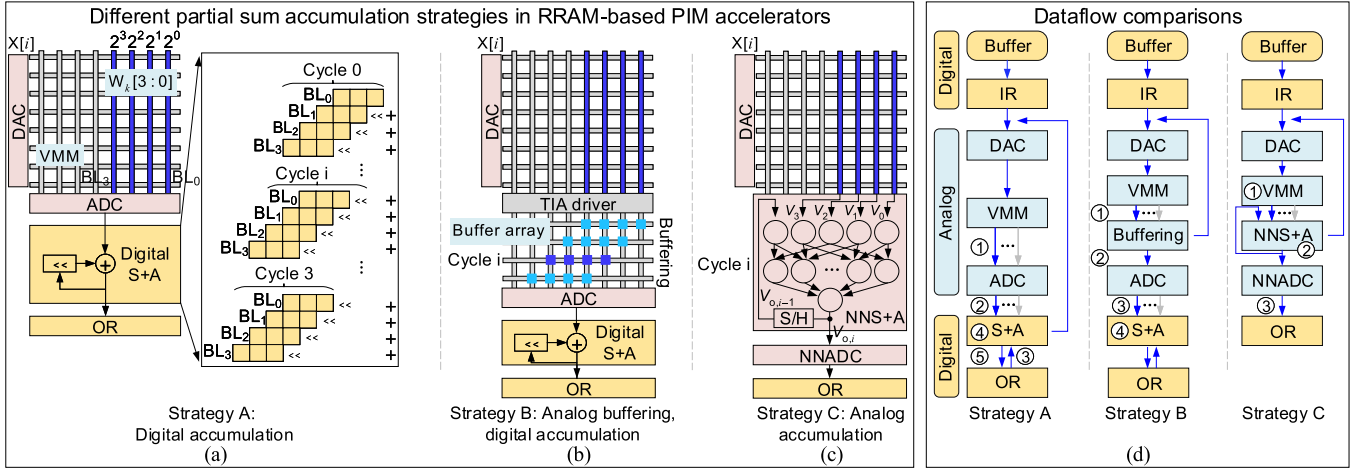 Different partial sum accumulation strategies in RRAM-based PIM accelerators
X[i]
2³2²2¹2⁰
W_k[3 : 0]
DAC
VMM
BL₃
BL₀
ADC
<<
+
Digital
S+A
OR
Cycle 0
BL₀
BL₁
<<
+
BL₂
<<
+
BL₃
<<
+
Cycle i
BL₀
<<
+
BL₁
<<
+
BL₂
<<
+
BL₃
<<
+
Cycle 3
BL₀
<<
+
BL₁
<<
+
BL₂
<<
+
BL₃
<<
+
Strategy A:
Digital accumulation
(a)
X[i]
DAC
TIA driver
Buffer array
Cycle i
Buffering
ADC
<<
+
Digital
S+A
OR
Strategy B: Analog buffering,
digital accumulation
(b)
X[i]
DAC
V₃ V₂ V₁ V₀
Cycle i
V_o,i−1
S/H
NNS+A
V_o,i
NNADC
OR
Strategy C: Analog
accumulation
(c)
Dataflow comparisons
Digital
Analog
Digital
Buffer
IR
DAC
VMM
①
...
ADC
②
...
④ S+A
⑤ ③
OR
Strategy A
Buffer
IR
DAC
VMM
①
...
Buffering
②
ADC
③
...
④ S+A
OR
Strategy B
Buffer
IR
DAC
① VMM
...
NNS+A
②
NNADC
③
OR
Strategy C
(d)